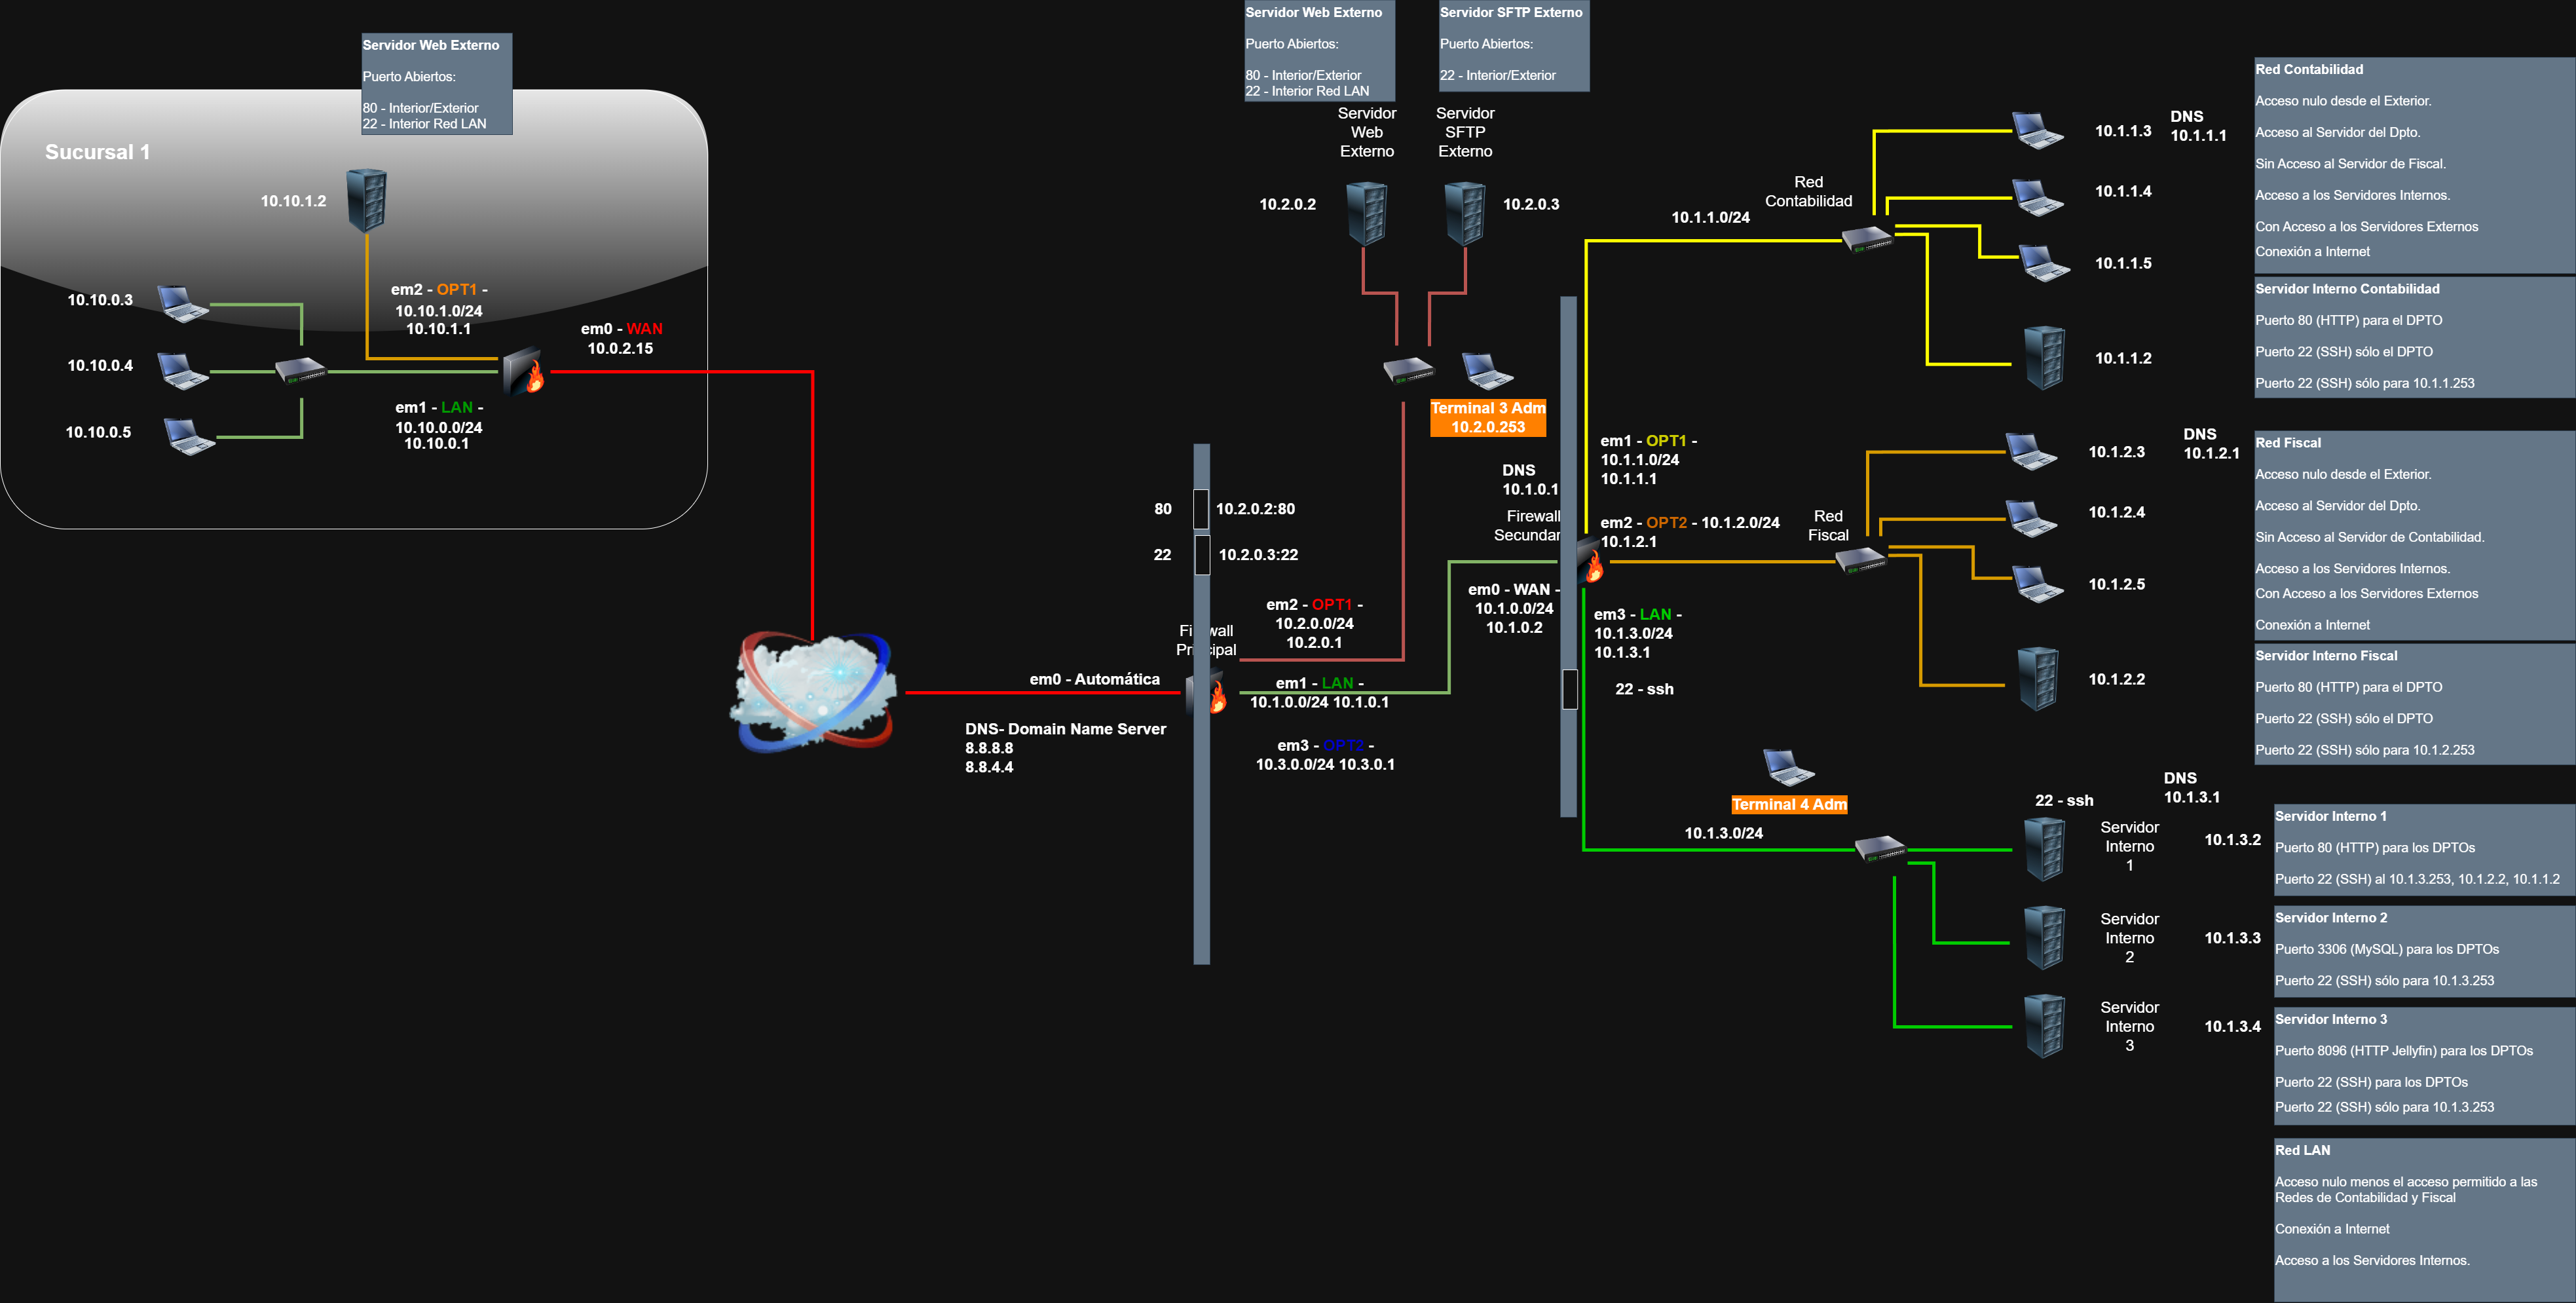 Servidor Web Externo
Puerto Abiertos:
80 - Interior/Exterior
22 - Interior Red LAN
Sucursal 1
10.10.1.2
10.10.0.3
10.10.0.4
10.10.0.5
em2 - OPT1 -
10.10.1.0/24
10.10.1.1
em0 - WAN
10.0.2.15
em1 - LAN -
10.10.0.0/24
10.10.0.1
Servidor Web Externo
Puerto Abiertos:
80 - Interior/Exterior
22 - Interior Red LAN
Servidor SFTP Externo
Puerto Abiertos:
22 - Interior/Exterior
Servidor
Web
Externo
Servidor
SFTP
Externo
10.2.0.2
10.2.0.3
Terminal 3 Adm
10.2.0.253
80
10.2.0.2:80
22
10.2.0.3:22
em2 - OPT1 -
10.2.0.0/24
10.2.0.1
em0 - Automática
DNS- Domain Name Server
8.8.8.8
8.8.4.4
em1 - LAN -
10.1.0.0/24 10.1.0.1
em3 - OPT2 -
10.3.0.0/24 10.3.0.1
DNS
10.1.0.1
Firewall
Secundar
em0 - WAN -
10.1.0.0/24
10.1.0.2
em1 - OPT1 -
10.1.1.0/24
10.1.1.1
em2 - OPT2 - 10.1.2.0/24
10.1.2.1
em3 - LAN -
10.1.3.0/24
10.1.3.1
22 - ssh
10.1.1.0/24
Red
Contabilidad
10.1.1.3
DNS
10.1.1.1
10.1.1.4
10.1.1.5
10.1.1.2
Red
Fiscal
10.1.2.3
DNS
10.1.2.1
10.1.2.4
10.1.2.5
10.1.2.2
Terminal 4 Adm
10.1.3.0/24
22 - ssh
DNS
10.1.3.1
Servidor
Interno
1
10.1.3.2
Servidor
Interno
2
10.1.3.3
Servidor
Interno
3
10.1.3.4
Red Contabilidad
Acceso nulo desde el Exterior.
Acceso al Servidor del Dpto.
Sin Acceso al Servidor de Fiscal.
Acceso a los Servidores Internos.
Con Acceso a los Servidores Externos
Conexión a Internet
Servidor Interno Contabilidad
Puerto 80 (HTTP) para el DPTO
Puerto 22 (SSH) sólo el DPTO
Puerto 22 (SSH) sólo para 10.1.1.253
Red Fiscal
Acceso nulo desde el Exterior.
Acceso al Servidor del Dpto.
Sin Acceso al Servidor de Contabilidad.
Acceso a los Servidores Internos.
Con Acceso a los Servidores Externos
Conexión a Internet
Servidor Interno Fiscal
Puerto 80 (HTTP) para el DPTO
Puerto 22 (SSH) sólo el DPTO
Puerto 22 (SSH) sólo para 10.1.2.253
Servidor Interno 1
Puerto 80 (HTTP) para los DPTOs
Puerto 22 (SSH) al 10.1.3.253, 10.1.2.2, 10.1.1.2
Servidor Interno 2
Puerto 3306 (MySQL) para los DPTOs
Puerto 22 (SSH) sólo para 10.1.3.253
Servidor Interno 3
Puerto 8096 (HTTP Jellyfin) para los DPTOs
Puerto 22 (SSH) para los DPTOs
Puerto 22 (SSH) sólo para 10.1.3.253
Red LAN
Acceso nulo menos el acceso permitido a las
Redes de Contabilidad y Fiscal
Conexión a Internet
Acceso a los Servidores Internos.